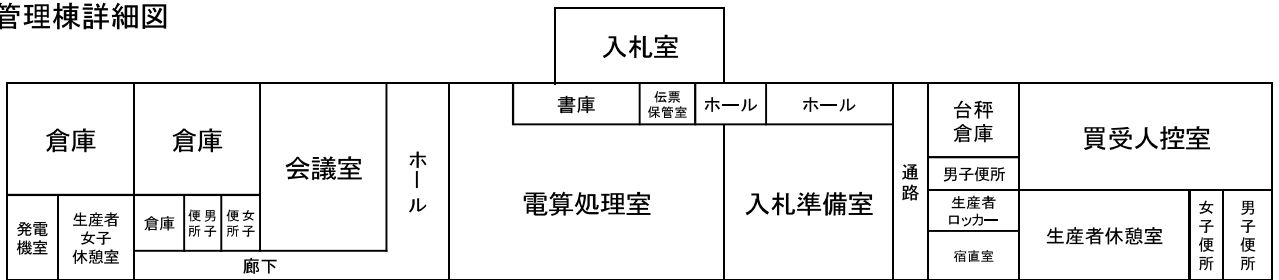 管理棟詳細図
入札室
倉庫
倉庫
会議室
ホール
書庫
伝票
保管室
ホール
ホール
通路
台秤
倉庫
買受人控室
電算処理室
入札準備室
男子便所
発電
機室
生産者
女子
休憩室
倉庫
男子
便所
女子
便所
生産者
ロッカー
生産者休憩室
女子便所
男子便所
宿直室
廊下